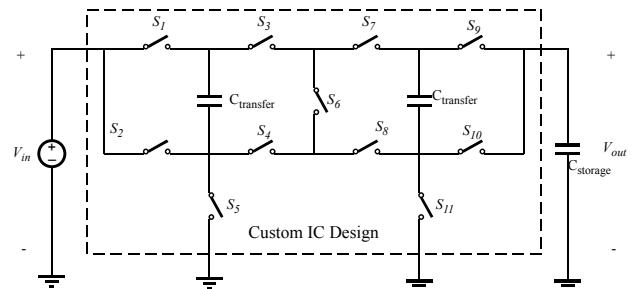 S1 S3 S7 S9
+ +
Ctransfer S6 Ctransfer
S2 S4 S8 S10
Vin + − Vout
Cstorage
S5 S11
- Custom IC Design -